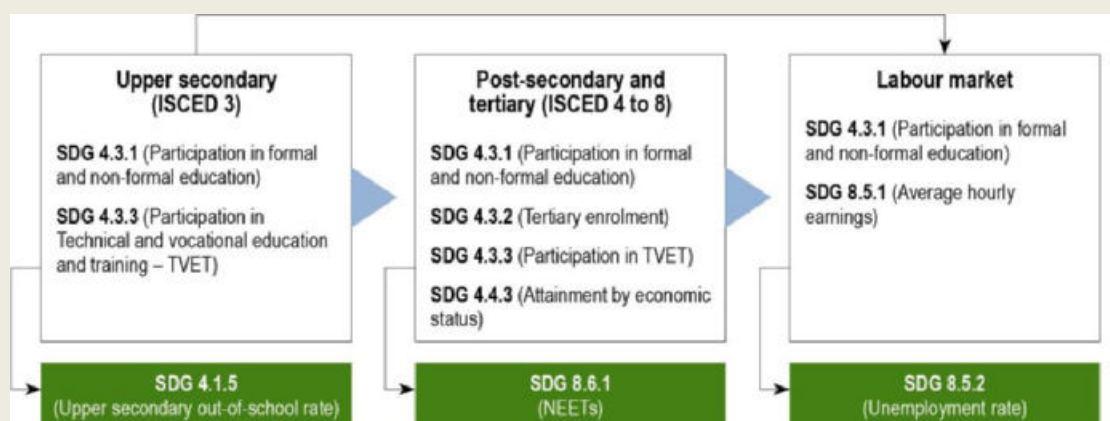 Upper secondary
(ISCED 3)
SDG 4.3.1 (Participation in formal
and non-formal education)
SDG 4.3.3 (Participation in
Technical and vocational education
and training – TVET)
SDG 4.1.5
(Upper secondary out-of-school rate)
Post-secondary and
tertiary (ISCED 4 to 8)
SDG 4.3.1 (Participation in formal
and non-formal education)
SDG 4.3.2 (Tertiary enrolment)
SDG 4.3.3 (Participation in TVET)
SDG 4.4.3 (Attainment by economic
status)
SDG 8.6.1
(NEETs)
Labour market
SDG 4.3.1 (Participation in formal
and non-formal education)
SDG 8.5.1 (Average hourly
earnings)
SDG 8.5.2
(Unemployment rate)